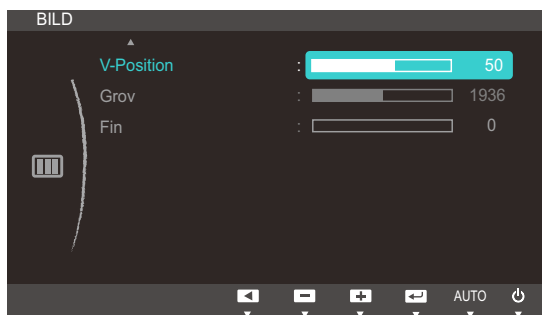 BILD
V-Position : 50
Grov : 1936
Fin : 0
AUTO